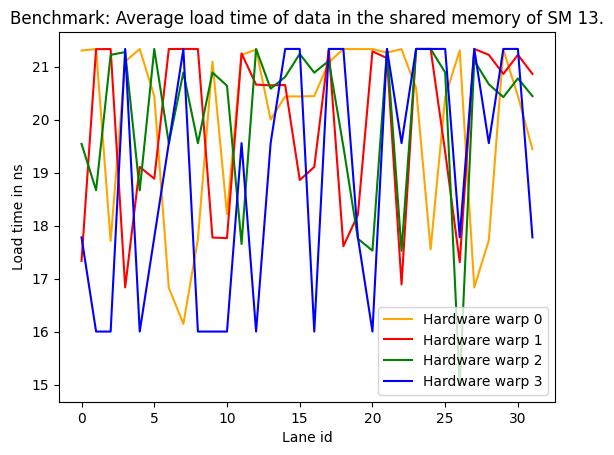 Benchmark: Average load time of data in the shared memory of SM 13.
Load time in ns
21
20
19
18
17
16
15
0
5
10
15
20
25
30
Lane id
Hardware warp 0
Hardware warp 1
Hardware warp 2
Hardware warp 3